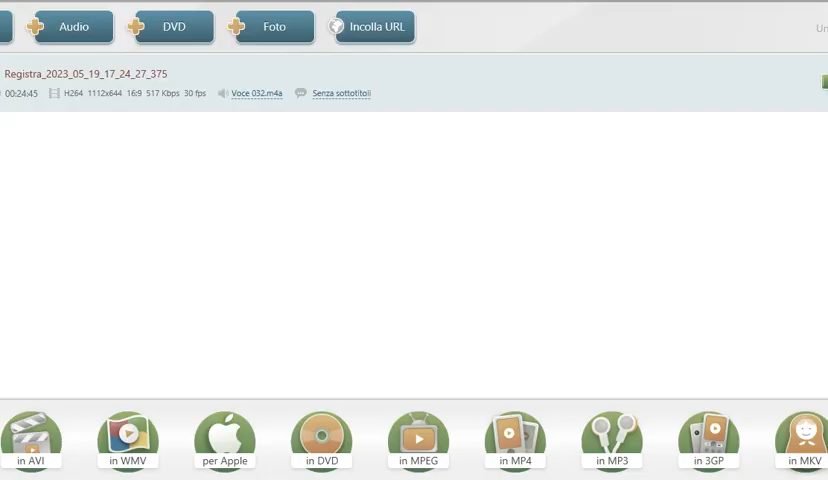 Audio DVD Foto Incolla URL Un
Registra_2023_05_19_17_24_27_375
00:24:45 H264 1112x644 16:9 517 Kbps 30 fps Voce 032.m4a Senza sottotitoli
in AVI in WMV per Apple in DVD in MPEG in MP4 in MP3 in 3GP in MKV